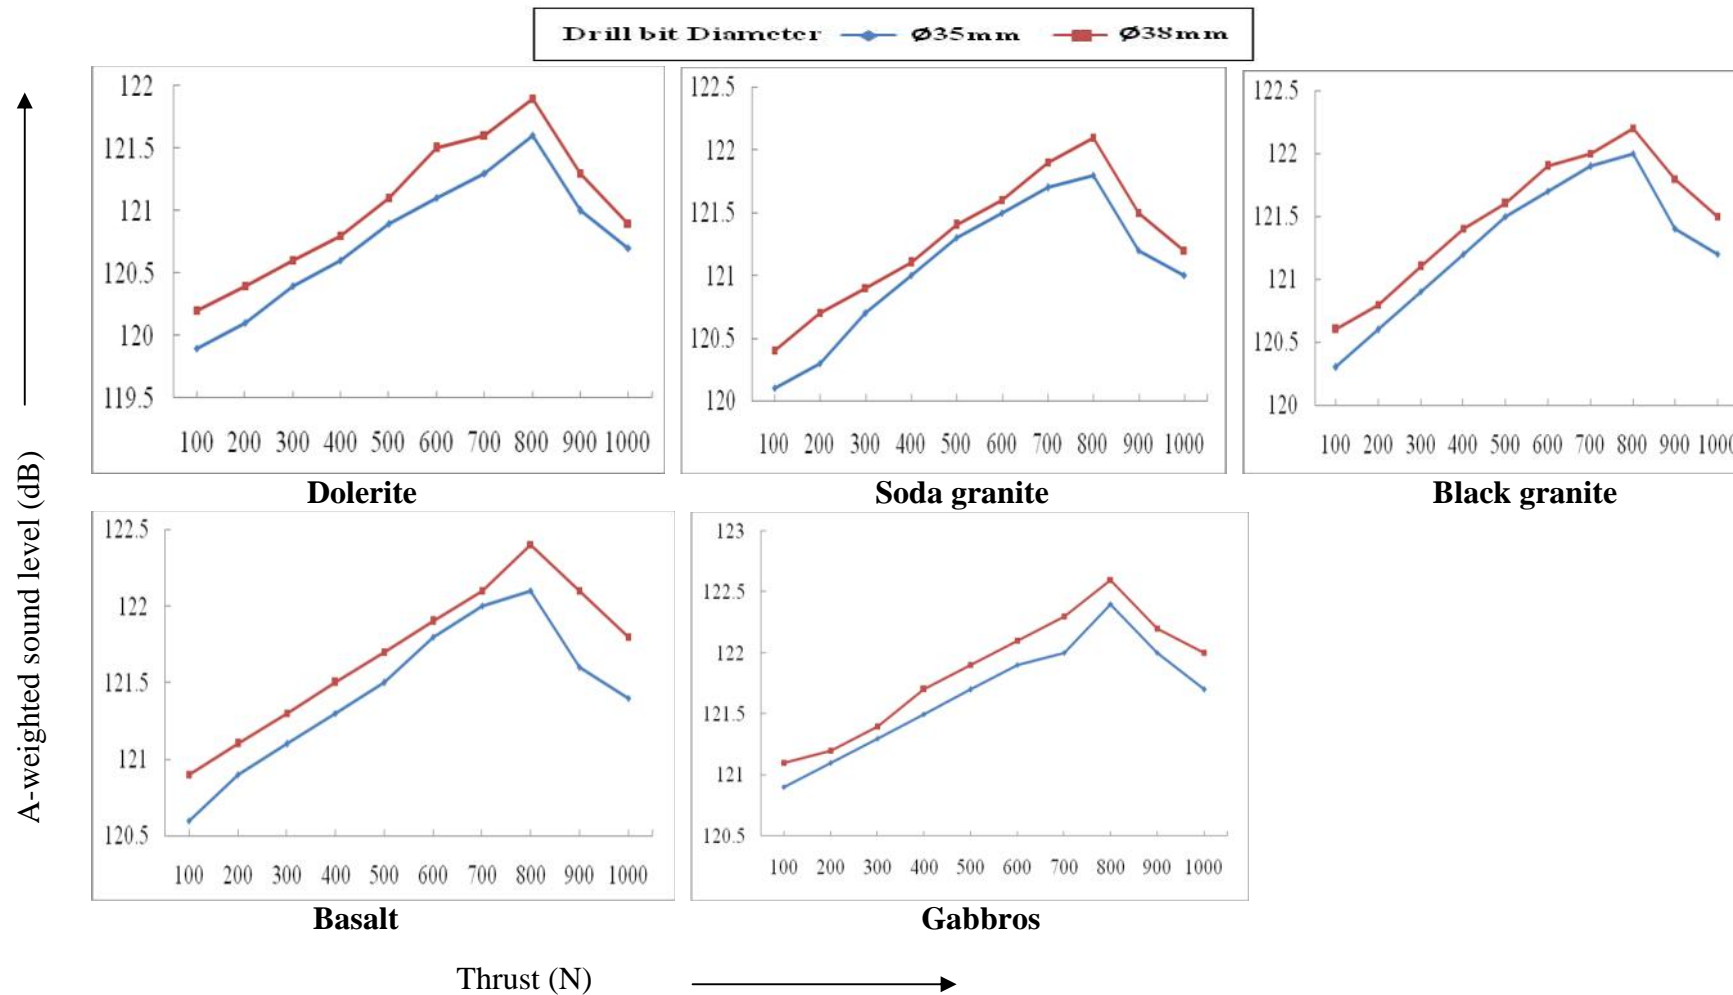 Drill bit Diameter Ø35mm Ø38mm
122
121.5
121
120.5
120
119.5
100 200 300 400 500 600 700 800 900 1000
Dolerite
122.5
122
121.5
121
120.5
120
100 200 300 400 500 600 700 800 900 1000
Soda granite
122.5
122
121.5
121
120.5
120
100 200 300 400 500 600 700 800 900 1000
Black granite
122.5
122
121.5
121
120.5
100 200 300 400 500 600 700 800 900 1000
Basalt
123
122.5
122
121.5
121
120.5
100 200 300 400 500 600 700 800 900 1000
Gabbros
A-weighted sound level (dB)
Thrust (N)